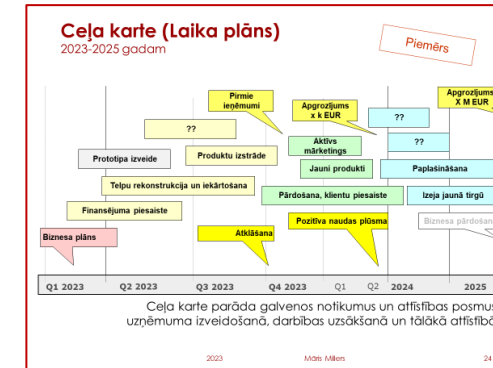 Ceļa karte (Laika plāns)
2023-2025 gadam
Piemērs
Pirmie
ieņēmumi
Apgrozījums
x k EUR
Apgrozījums
X M EUR
??
??
Aktīvs
mārketings
??
Prototipa izveide
Produktu izstrāde
Jauni produkti
Paplašināšana
Telpu rekonstrukcija un iekārtošana
Pārdošana, klientu piesaiste
Izeja jaunā tirgū
Finansējuma piesaiste
Pozitīva naudas plūsma
Biznesa pārdošan
Biznesa plāns
Atklāšana
Q1 2023
Q2 2023
Q3 2023
Q4 2023
Q1
Q2
2024
2025
Ceļa karte parāda galvenos notikumus un attīstības posmus
uzņēmuma izveidošanā, darbības uzsākšanā un tālākā attīstībā
2023
Māris Millers
24